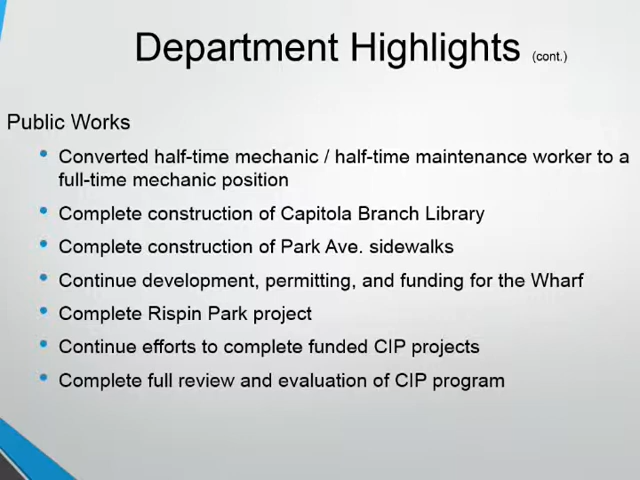 Department Highlights (cont.)
Public Works
• Converted half-time mechanic / half-time maintenance worker to a
full-time mechanic position
• Complete construction of Capitola Branch Library
• Complete construction of Park Ave. sidewalks
• Continue development, permitting, and funding for the Wharf
• Complete Rispin Park project
• Continue efforts to complete funded CIP projects
• Complete full review and evaluation of CIP program